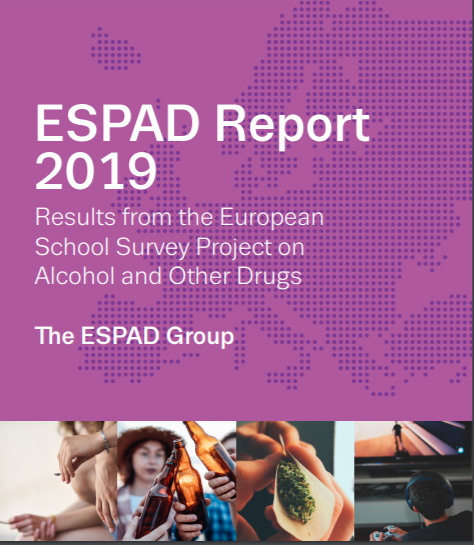 ESPAD Report
2019
Results from the European
School Survey Project on
Alcohol and Other Drugs
The ESPAD Group